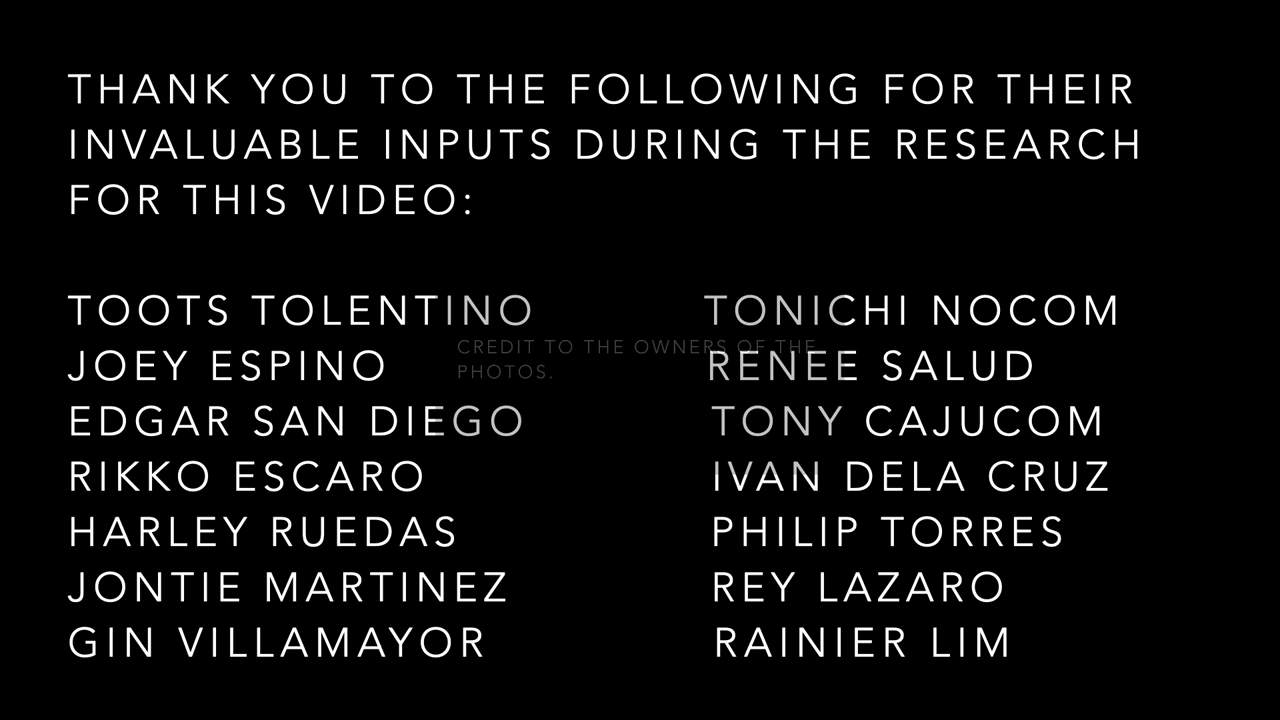 THANK YOU TO THE FOLLOWING FOR THEIR
INVALUABLE INPUTS DURING THE RESEARCH
FOR THIS VIDEO:
TOOTS TOLENTINO TONICHI NOCOM
CREDIT TO THE OWNERS OF THE
PHOTOS.
JOEY ESPINO RENEE SALUD
EDGAR SAN DIEGO TONY CAJUCOM
RIKKO ESCARO IVAN DELA CRUZ
HARLEY RUEDAS PHILIP TORRES
JONTIE MARTINEZ REY LAZARO
GIN VILLAMAYOR RAINIER LIM